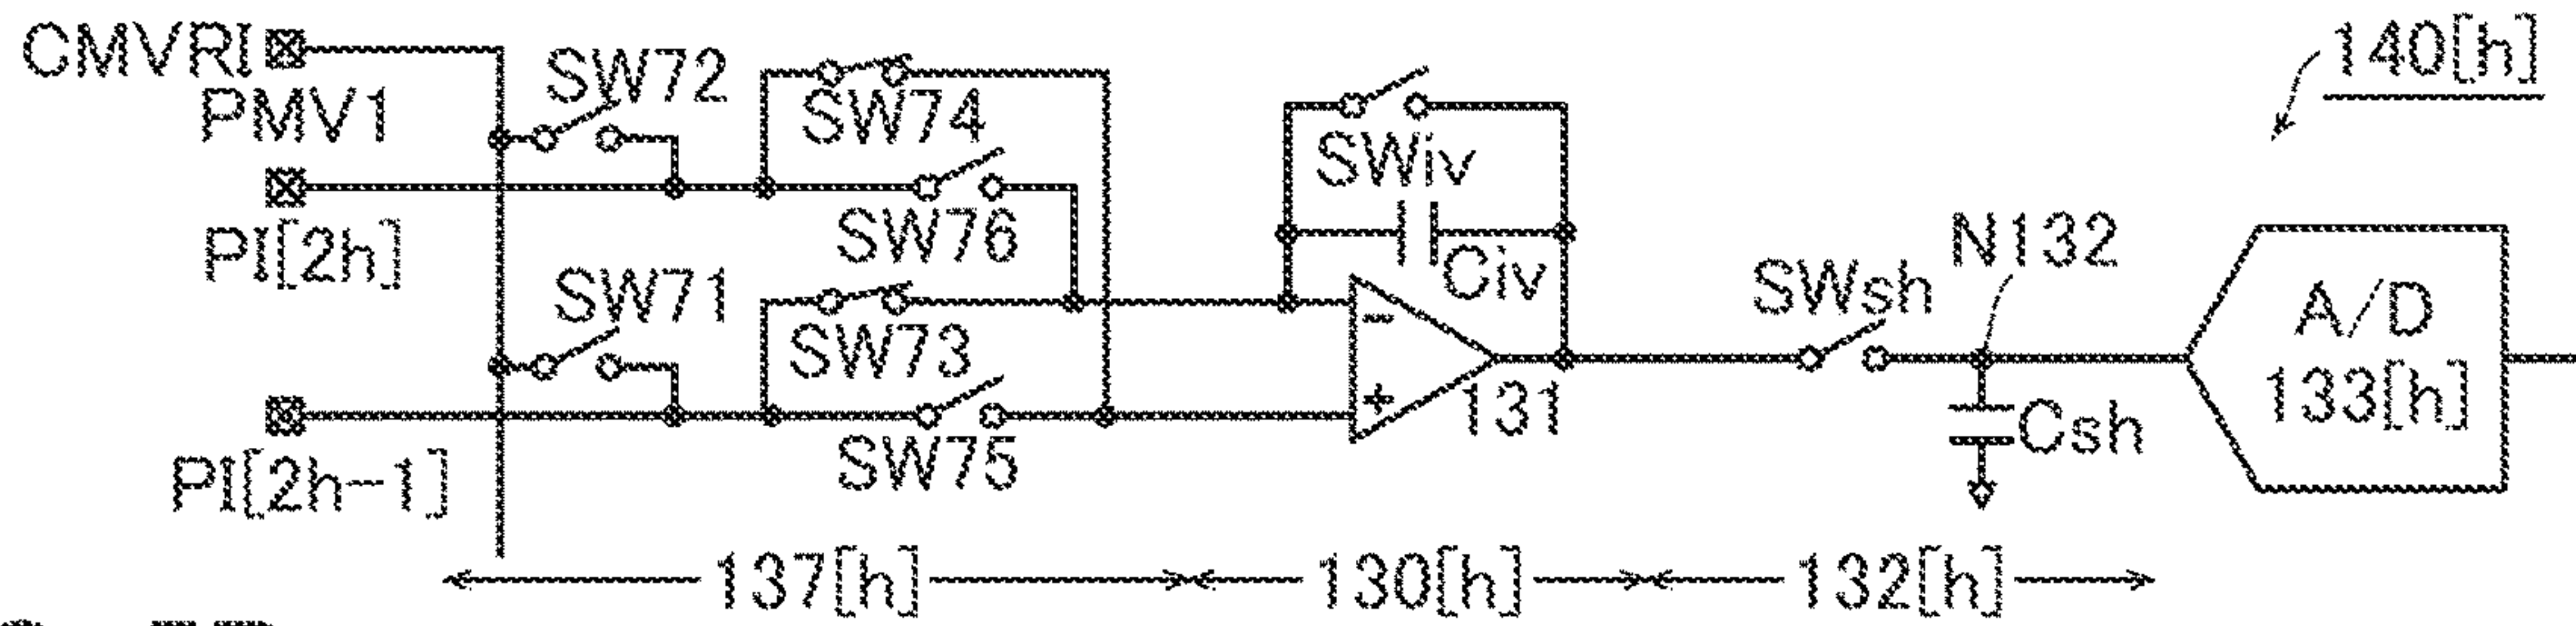 CMVRI
PMV1
SW72
SW74
140[h]
SWiv
PI[2h]
SW76
Civ
N132
SW71
SWsh
A/D
133[h]
SW73
-
+
131
Csh
SW75
PI[2h-1]
137[h]
130[h]
132[h]